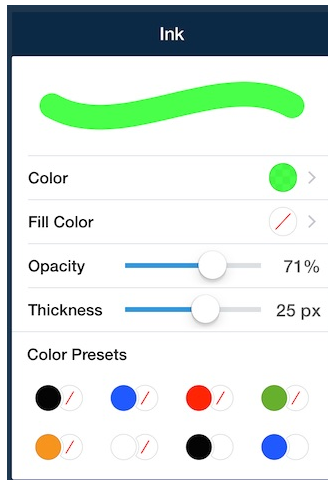 Ink
Color
Fill Color
Opacity 71%
Thickness 25 px
Color Presets